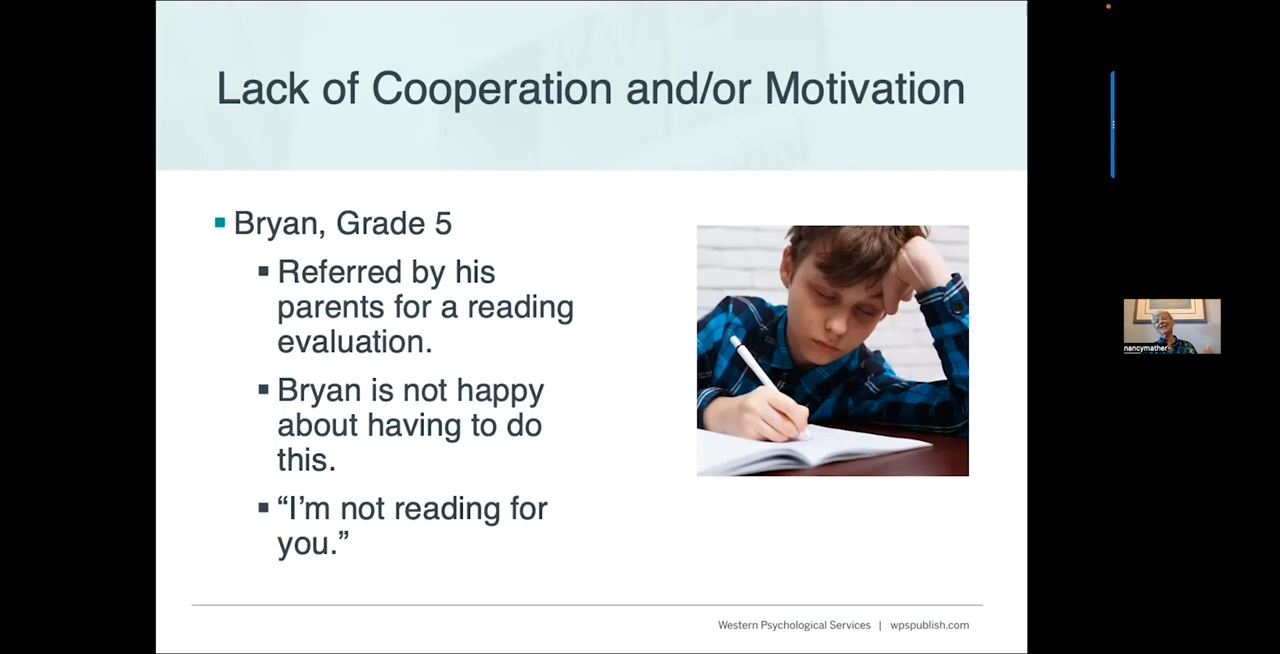 Lack of Cooperation and/or Motivation
Bryan, Grade 5
Referred by his
parents for a reading
evaluation.
Bryan is not happy
about having to do
this.
“I’m not reading for
you.”
Western Psychological Services | wpspublish.com
nancymather